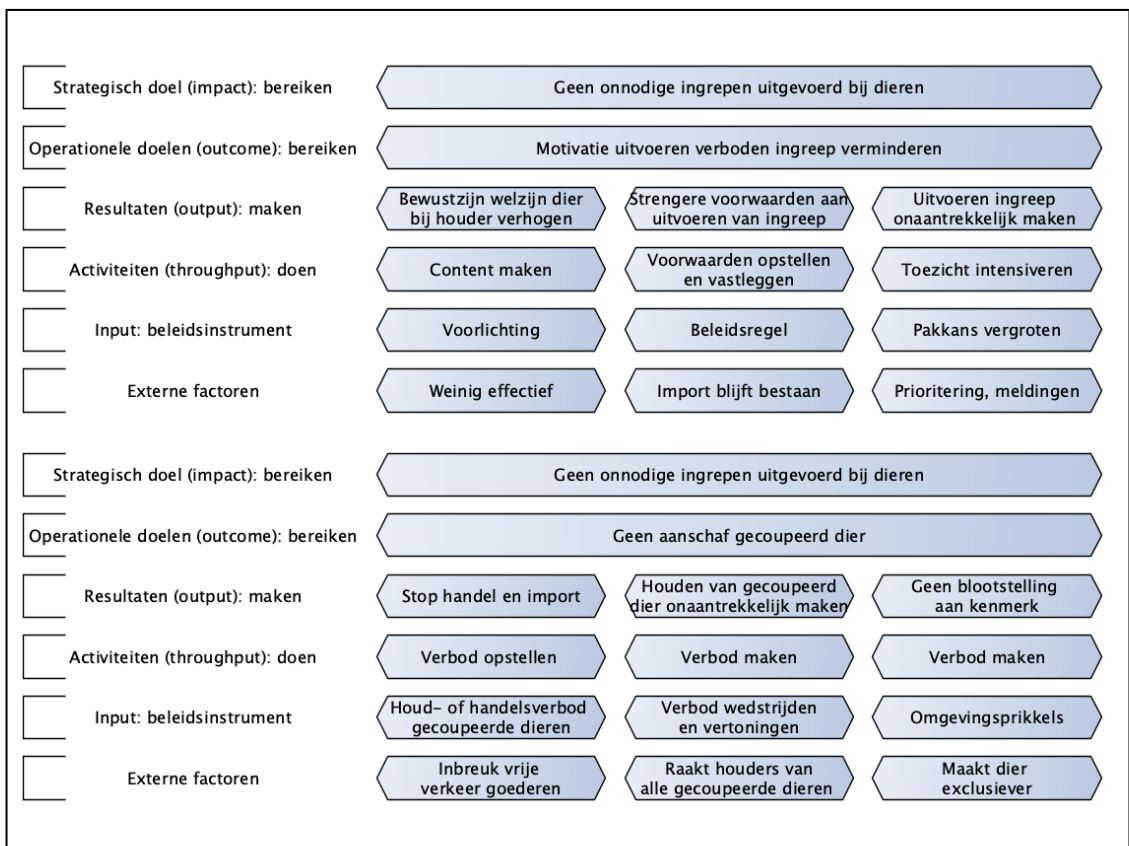 Strategisch doel (impact): bereiken
Geen onnodige ingrepen uitgevoerd bij dieren
Operationele doelen (outcome): bereiken
Motivatie uitvoeren verboden ingreep verminderen
Resultaten (output): maken
Bewustzijn welzijn dier
bij houder verhogen
Strengere voorwaarden aan
uitvoeren van ingreep
Uitvoeren ingreep
onaantrekkelijk maken
Activiteiten (throughput): doen
Content maken
Voorwaarden opstellen
en vastleggen
Toezicht intensiveren
Input: beleidsinstrument
Voorlichting
Beleidsregel
Pakkans vergroten
Externe factoren
Weinig effectief
Import blijft bestaan
Prioritering, meldingen
Strategisch doel (impact): bereiken
Geen onnodige ingrepen uitgevoerd bij dieren
Operationele doelen (outcome): bereiken
Geen aanschaf gecoupeerd dier
Resultaten (output): maken
Stop handel en import
Houden van gecoupeerd
dier onaantrekkelijk maken
Geen blootstelling
aan kenmerk
Activiteiten (throughput): doen
Verbod opstellen
Verbod maken
Verbod maken
Input: beleidsinstrument
Houd- of handelsverbod
gecoupeerde dieren
Verbod wedstrijden
en vertoningen
Omgevingsprikkels
Externe factoren
Inbreuk vrije
verkeer goederen
Raakt houders van
alle gecoupeerde dieren
Maakt dier
exclusiever